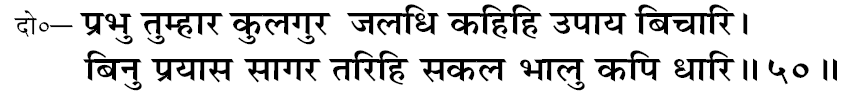 दो०— प्रभु तुम्हार कुलगुर जलधि कहिहि उपाय बिचारि।
बिनु प्रयास सागर तरिहि सकल भालु कपि धारि॥ ५०॥